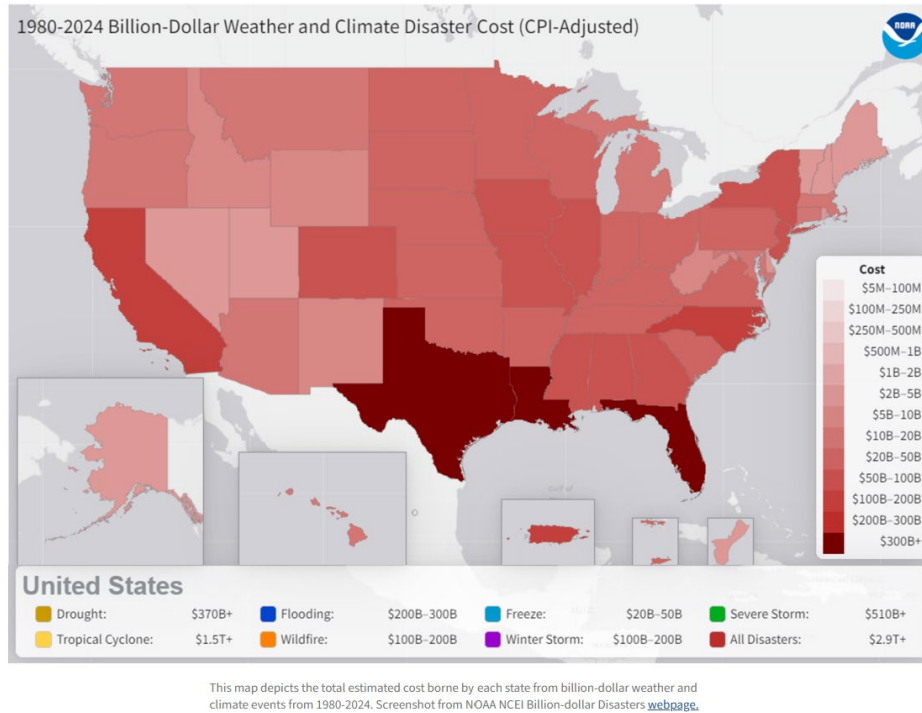 1980-2024 Billion-Dollar Weather and Climate Disaster Cost (CPI-Adjusted)
NOAA
Cost
$5M–100M
$100M–250M
$250M–500M
$500M–1B
$1B–2B
$2B–5B
$5B–10B
$10B–20B
$20B–50B
$50B–100B
$100B–200B
$200B–300B
$300B+
Gulf of
United States
Drought: $370B+ Flooding: $200B–300B Freeze: $20B–50B Severe Storm: $510B+
Tropical Cyclone: $1.5T+ Wildfire: $100B–200B Winter Storm: $100B–200B All Disasters: $2.9T+
This map depicts the total estimated cost borne by each state from billion-dollar weather and
climate events from 1980-2024. Screenshot from NOAA NCEI Billion-dollar Disasters webpage.